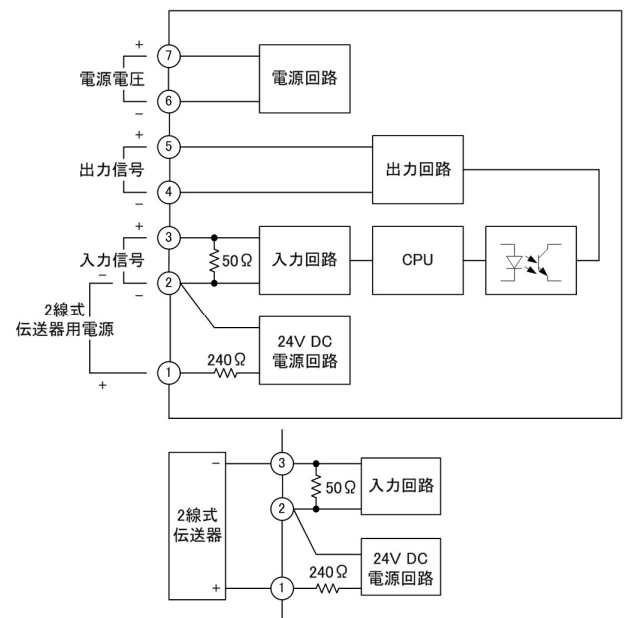 +
⑦
電源電圧
電源回路
⑥
−
+
⑤
出力信号
出力回路
④
−
+
③
入力信号
50Ω
入力回路
CPU
−
②
−
2線式
伝送器用電源
24V DC
電源回路
240Ω
+
①
−
③
50Ω
入力回路
②
2線式
伝送器
24V DC
電源回路
240Ω
+
①